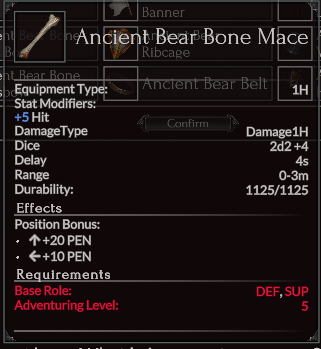 Banner
Ancient Bear Bone Mace
Ribcage
Bear Bone
Ancient Bear Belt
Equipment Type: 1H
Stat Modifiers:
+5 Hit
Confirm
DamageType Damage1H
Dice 2d2 +4
Delay 4s
Range 0-3m
Durability: 1125/1125
Effects
Position Bonus:
• ↑+20 PEN
• ←+10 PEN
Requirements
Base Role: DEF, SUP
Adventuring Level: 5